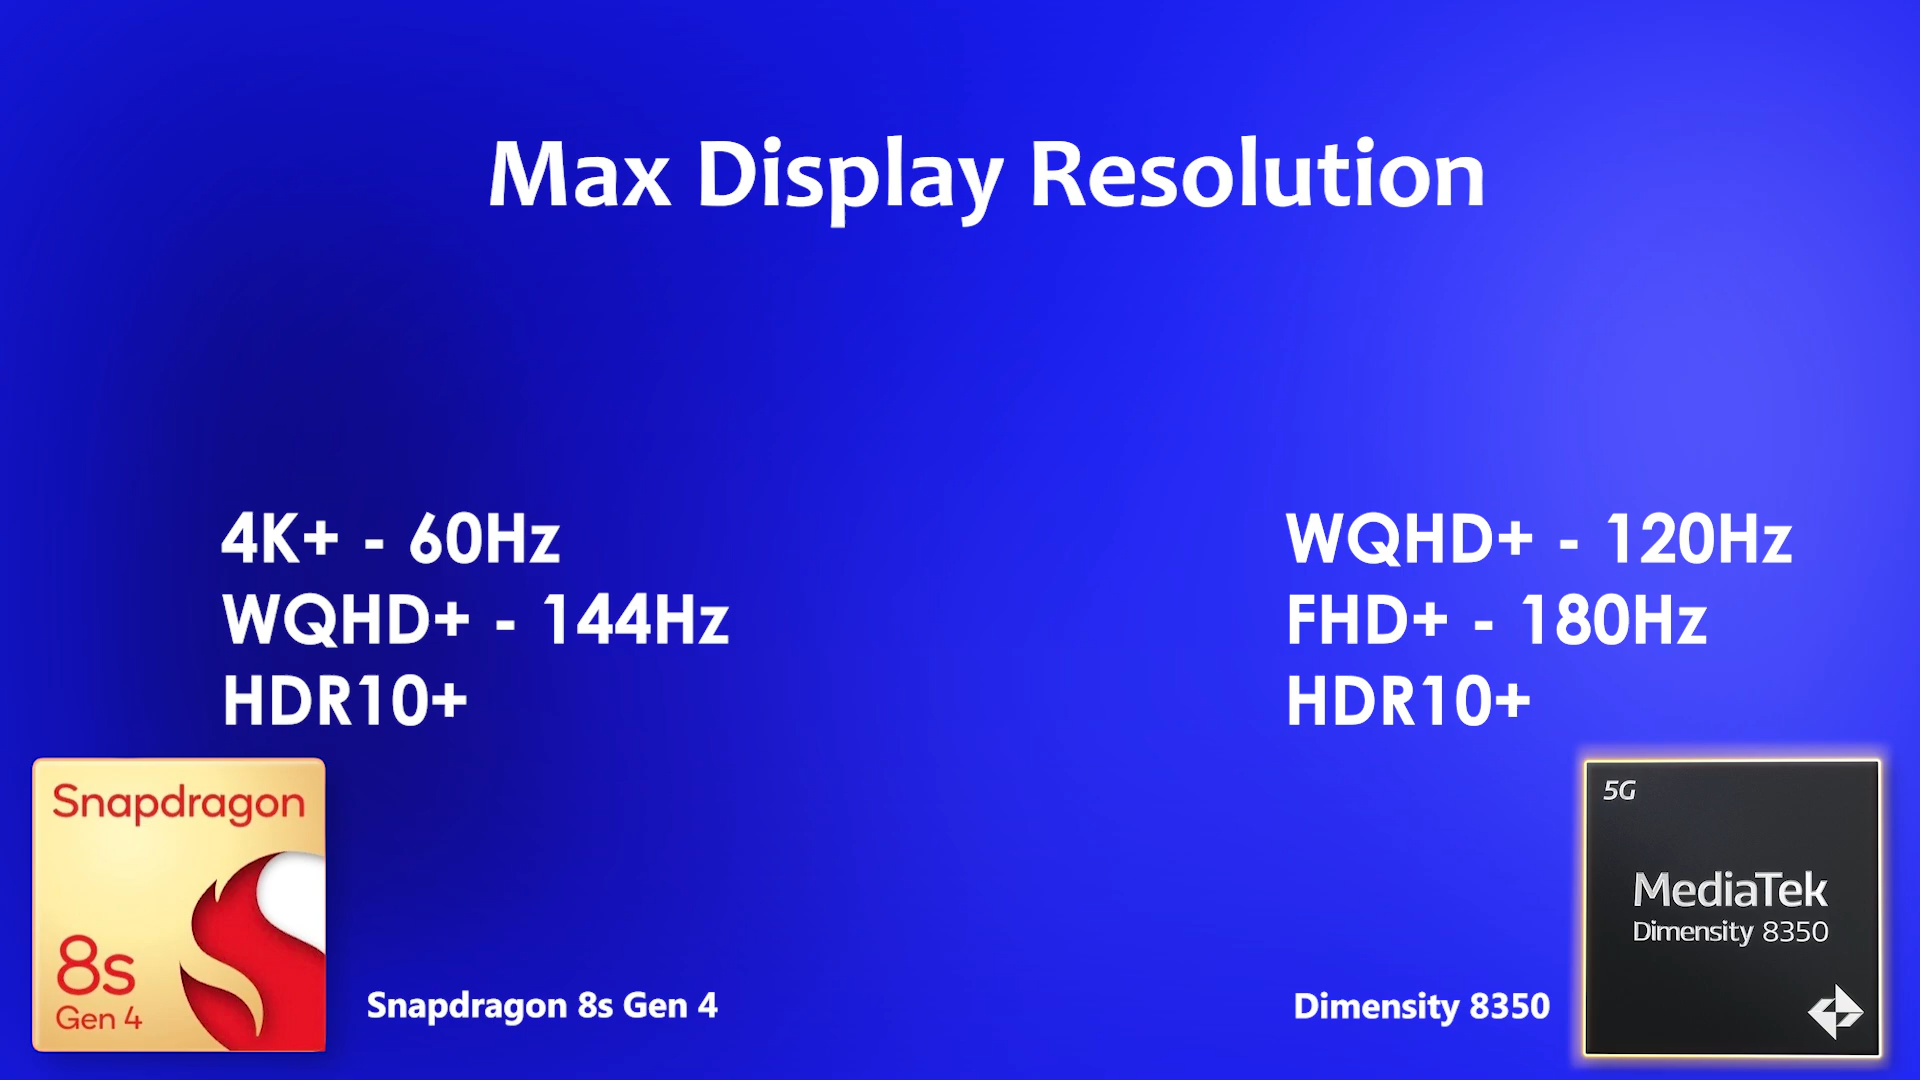 Max Display Resolution
4K+ - 60Hz
WQHD+ - 144Hz
HDR10+
WQHD+ - 120Hz
FHD+ - 180Hz
HDR10+
Snapdragon
8s
Gen 4
Snapdragon 8s Gen 4
Dimensity 8350
5G
MediaTek
Dimensity 8350